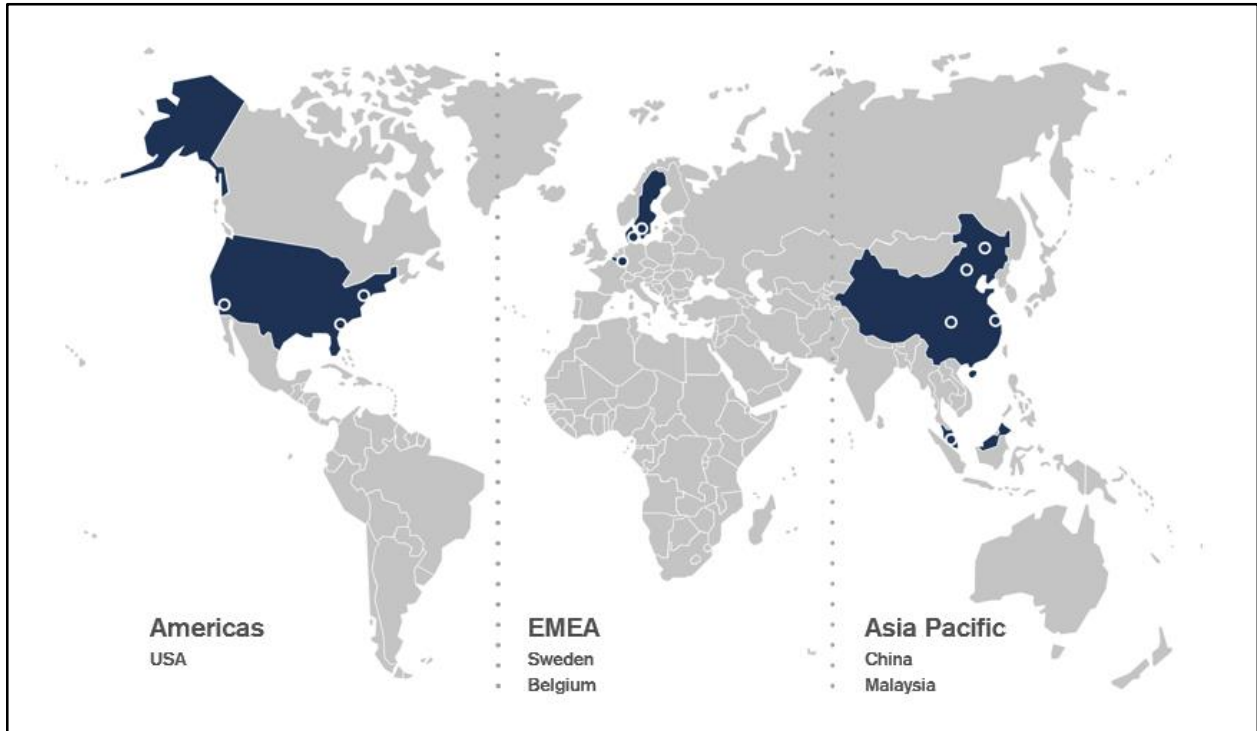 Americas
USA
EMEA
Sweden
Belgium
Asia Pacific
China
Malaysia